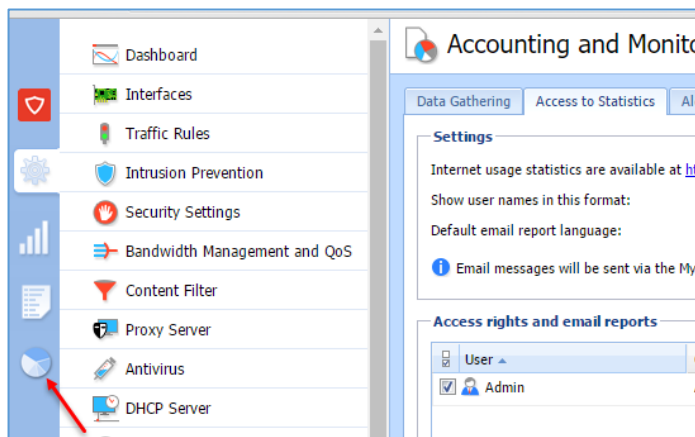 Dashboard
Interfaces
Traffic Rules
Intrusion Prevention
Security Settings
Bandwidth Management and QoS
Content Filter
Proxy Server
Antivirus
DHCP Server
Accounting and Monito
Data Gathering Access to Statistics Al
Settings
Internet usage statistics are available at ht
Show user names in this format:
Default email report language:
Email messages will be sent via the My
Access rights and email reports
User
Admin